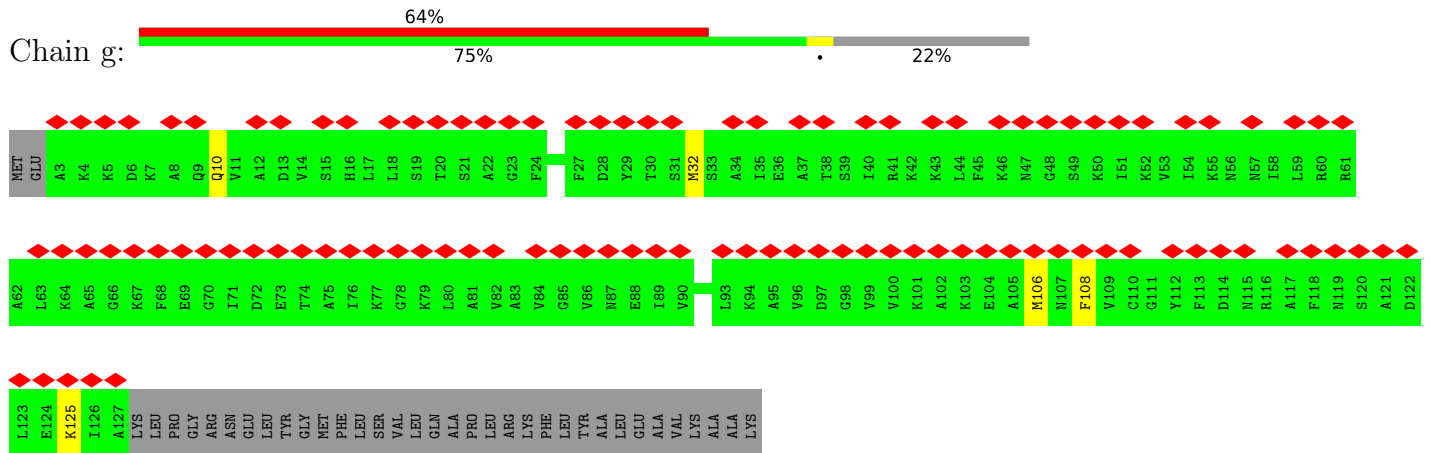 64%
Chain g:
75% • 22%
MET GLU A3 K4 K5 D6 K7 A8 Q9 Q10 V11 A12 D13 V14 S15 H16 L17 L18 S19 T20 S21 A22 G23 F24 F27 D28 Y29 T30 S31 M32 S33 A34 I35 E36 A37 T38 S39 I40 R41 K42 K43 L44 F45 K46 N47 G48 S49 K50 I51 K52 V53 I54 K55 N56 N57 I58 L59 R60 R61
A62 L63 K64 A65 G66 K67 F68 E69 G70 I71 D72 E73 T74 A75 I76 K77 G78 K79 L80 A81 V82 A83 V84 G85 V86 N87 E88 I89 V90 L93 K94 A95 V96 D97 G98 V99 V100 K101 A102 K103 E104 A105 M106 N107 F108 V109 C110 G111 Y112 F113 D114 N115 R116 A117 F118 N119 S120 A121 D122
L123 E124 K125 I126 A127 LYS LEU PRO GLY ARG ASN GLU LEU TYR GLY MET PHE LEU SER VAL LEU GLN ALA PRO LEU ARG LYS PHE LEU TYR ALA LEU GLU ALA VAL LYS ALA ALA LYS